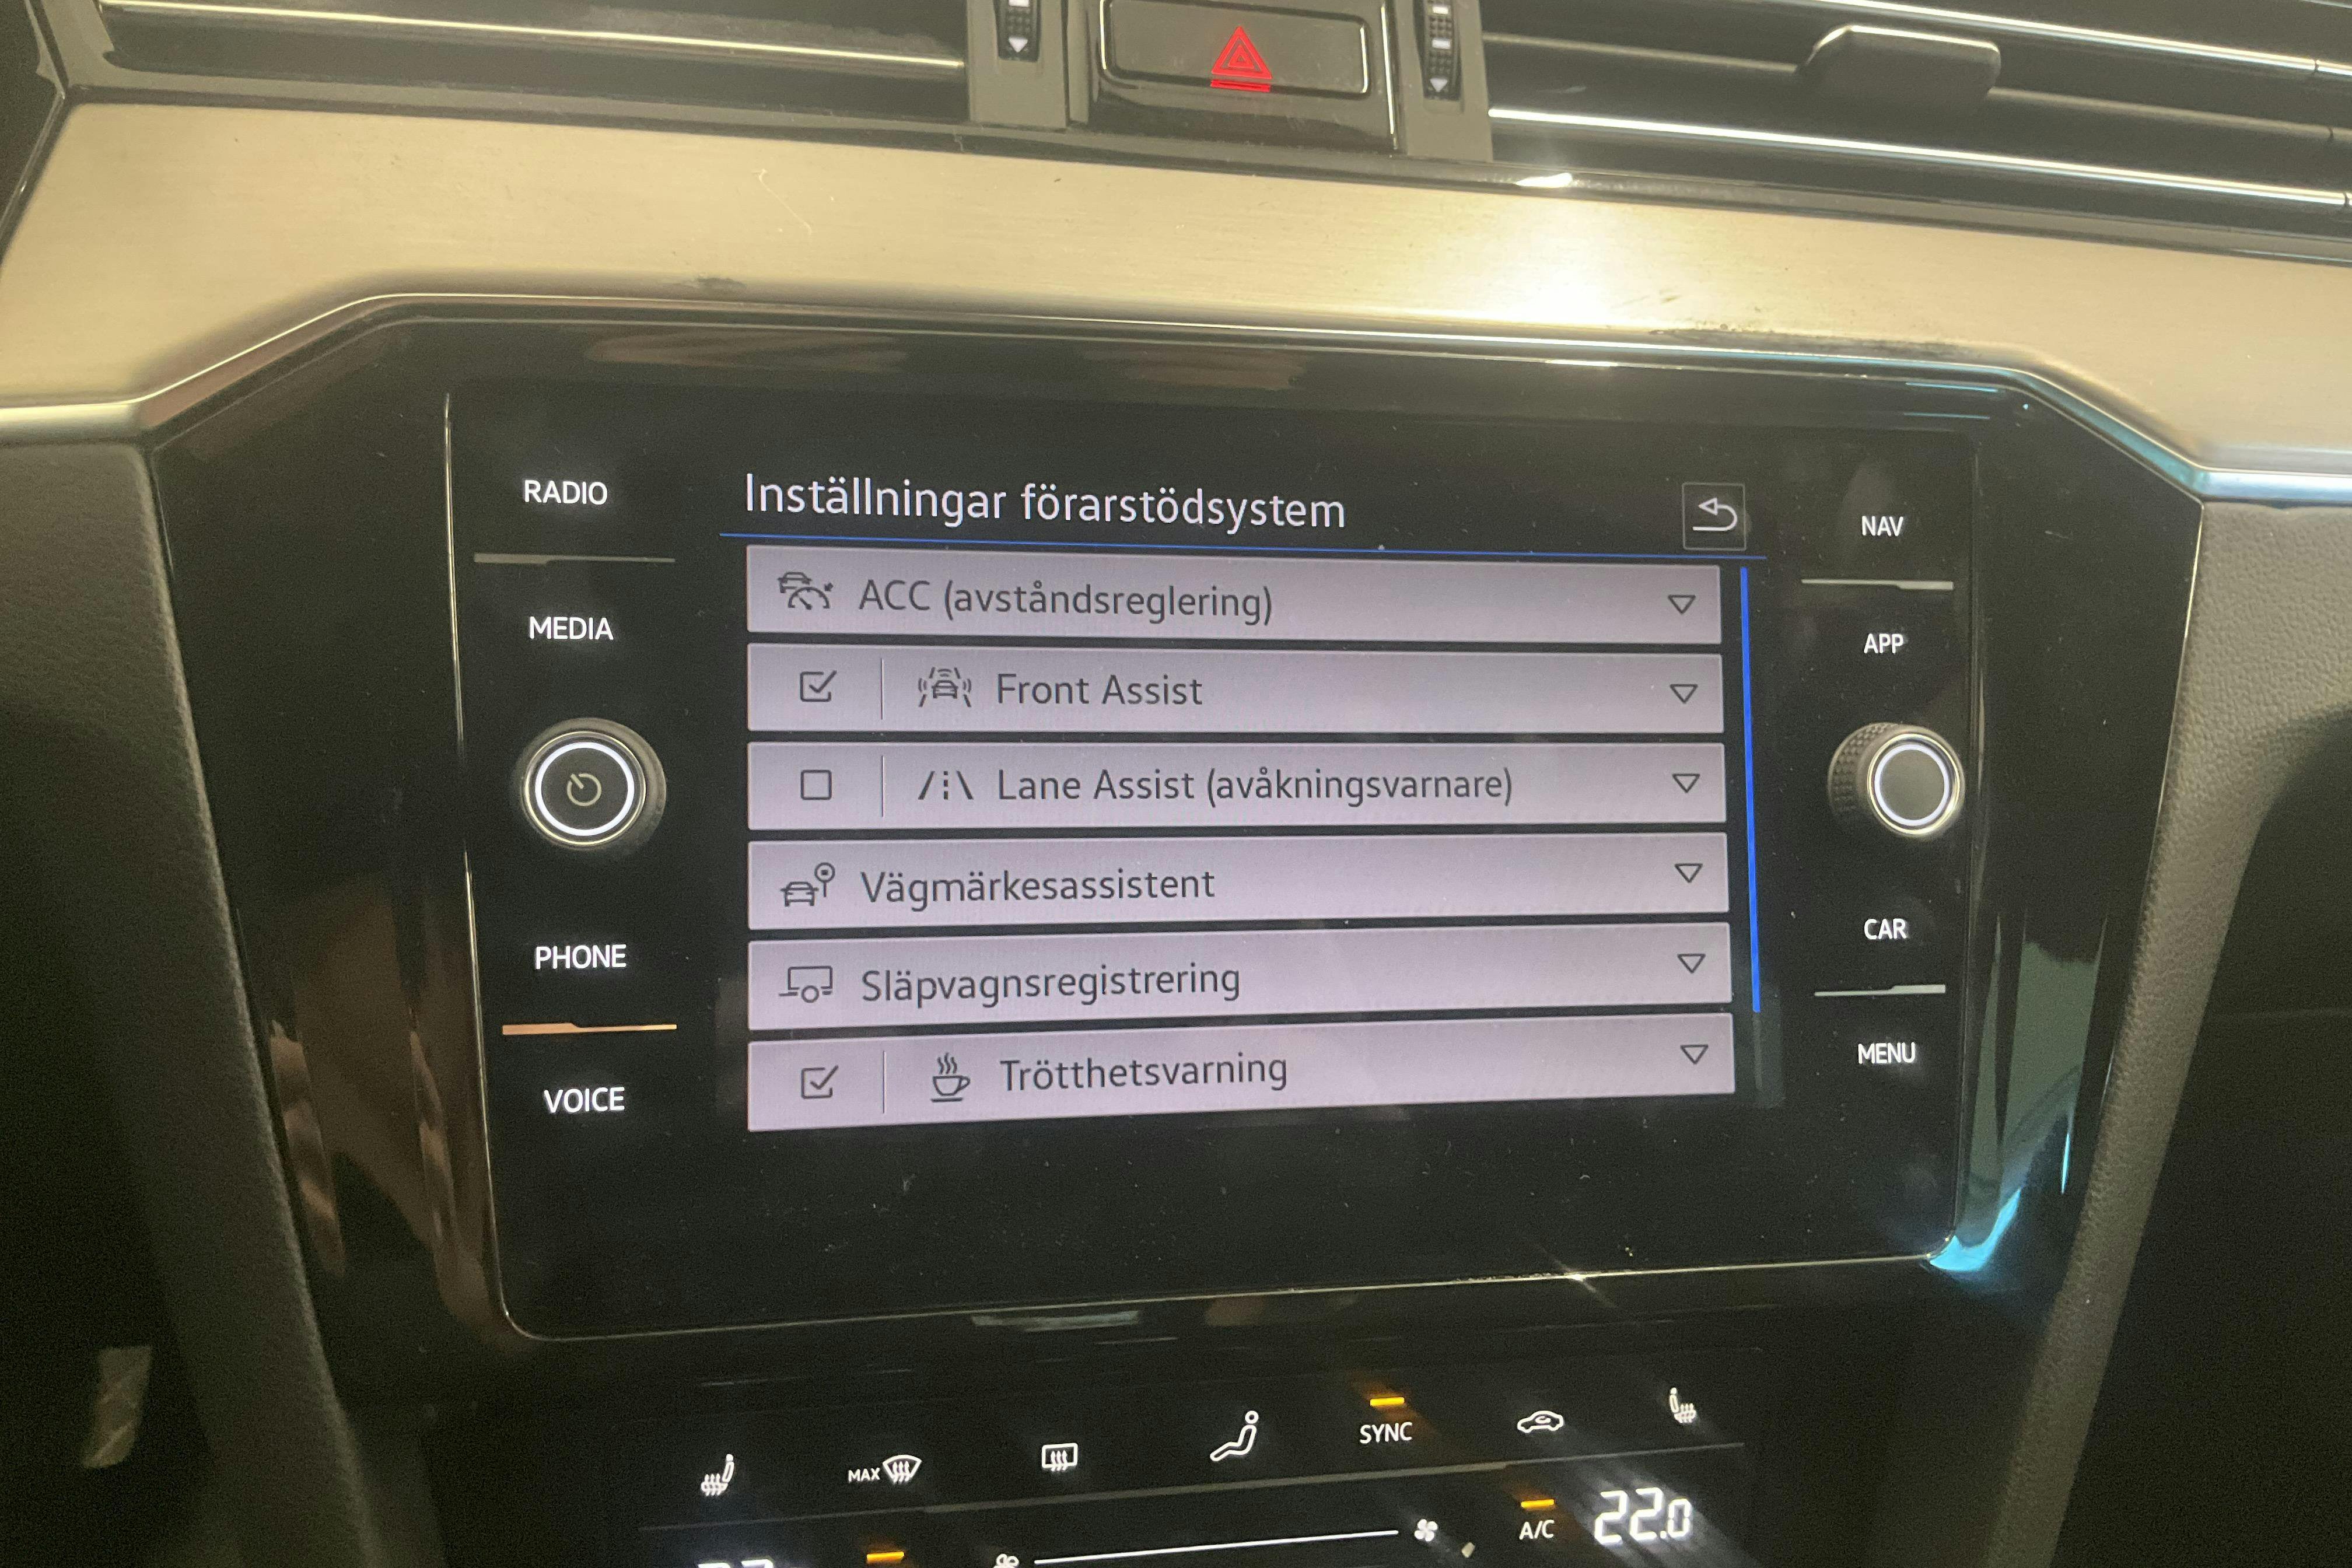 RADIO
MEDIA
PHONE
VOICE
Inställningar förarstödsystem
ACC (avståndsreglering)
Front Assist
Lane Assist (avåkningsvarnare)
Vägmärkesassistent
Släpvagnsregistrering
Trötthetsvarning
NAV
APP
CAR
MENU
MAX
SYNC
A/C
22.0